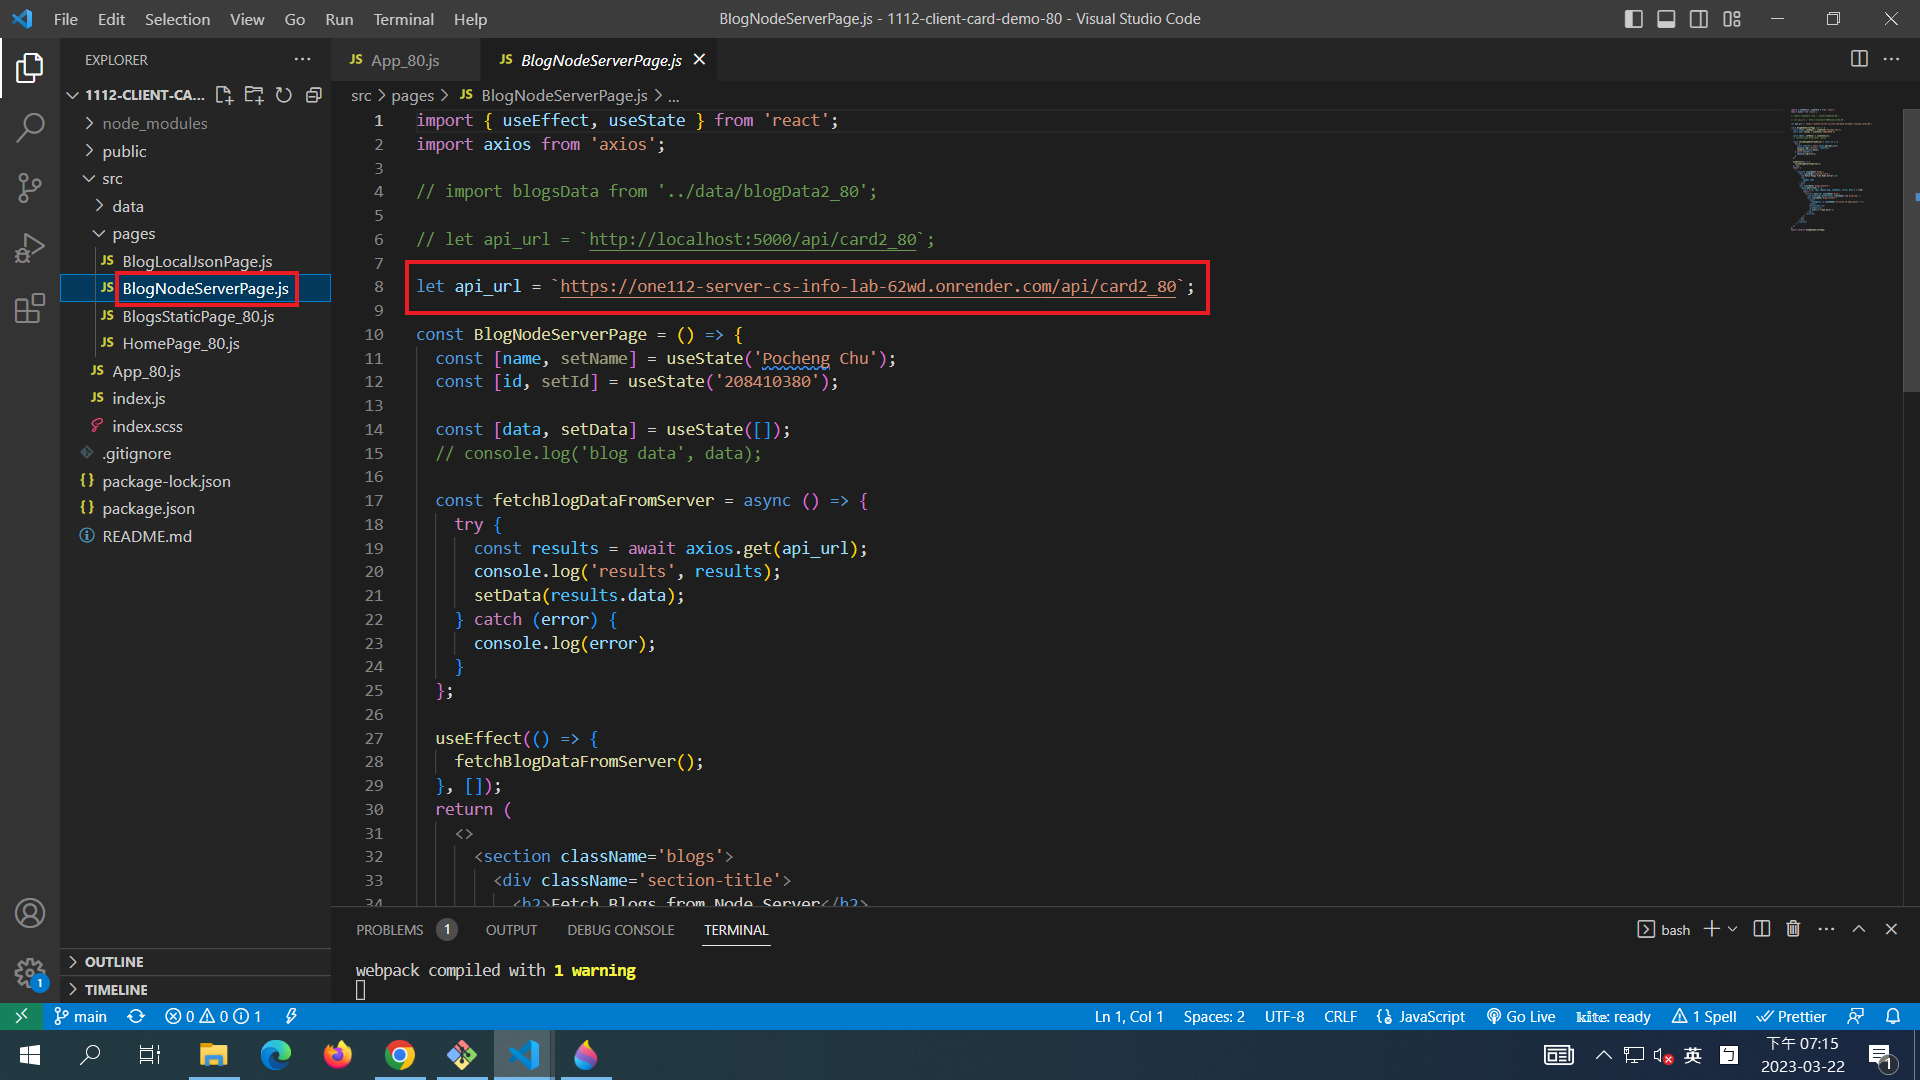 File Edit Selection View Go Run Terminal Help
BlogNodeServerPage.js - 1112-client-card-demo-80 - Visual Studio Code
EXPLORER
1112-CLIENT-CA...
node_modules
public
src
data
pages
JS BlogLocalJsonPage.js
JS BlogNodeServerPage.js
JS BlogsStaticPage_80.js
JS HomePage_80.js
JS App_80.js
JS index.js
index.scss
.gitignore
{} package-lock.json
{} package.json
README.md
OUTLINE
TIMELINE
1
JS App_80.js JS BlogNodeServerPage.js
src > pages > JS BlogNodeServerPage.js > ...
1 import { useEffect, useState } from 'react';
2 import axios from 'axios';
3
4 // import blogsData from '../data/blogData2_80';
5
6 // let api_url = `http://localhost:5000/api/card2_80`;
7
8 let api_url = `https://one112-server-cs-info-lab-62wd.onrender.com/api/card2_80`;
9
10 const BlogNodeServerPage = () => {
11 const [name, setName] = useState('Pocheng Chu');
12 const [id, setId] = useState('208410380');
13
14 const [data, setData] = useState([]);
15 // console.log('blog data', data);
16
17 const fetchBlogDataFromServer = async () => {
18 try {
19 const results = await axios.get(api_url);
20 console.log('results', results);
21 setData(results.data);
22 } catch (error) {
23 console.log(error);
24 }
25 };
26
27 useEffect(() => {
28 fetchBlogDataFromServer();
29 }, []);
30 return (
31 <>
32 <section className='blogs'>
33 <div className='section-title'>
34 <h2>Fetch Blogs from Node Server</h2>
PROBLEMS 1 OUTPUT DEBUG CONSOLE TERMINAL
bash
webpack compiled with 1 warning
main 0 0 1
Ln 1, Col 1 Spaces: 2 UTF-8 CRLF {} JavaScript Go Live kite: ready 1 Spell Prettier
英
下午 07:15
2023-03-22
1